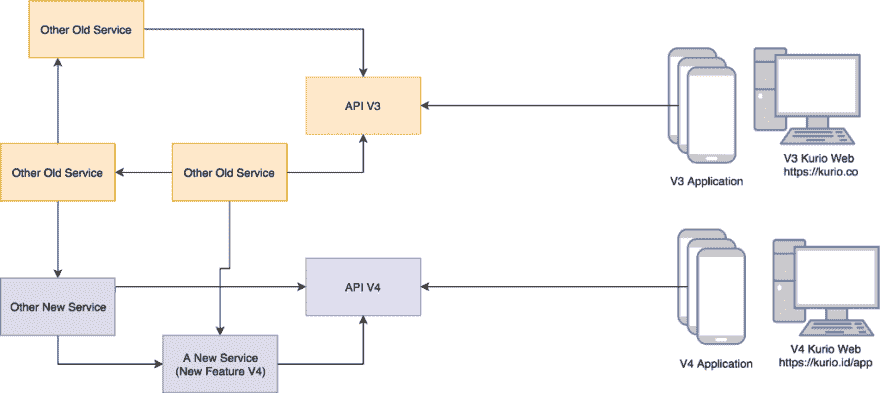 Other Old Service
API V3
Other Old Service
Other Old Service
V3 Application
V3 Kurio Web
https://kurio.co
Other New Service
API V4
A New Service
(New Feature V4)
V4 Application
V4 Kurio Web
https://kurio.id/app